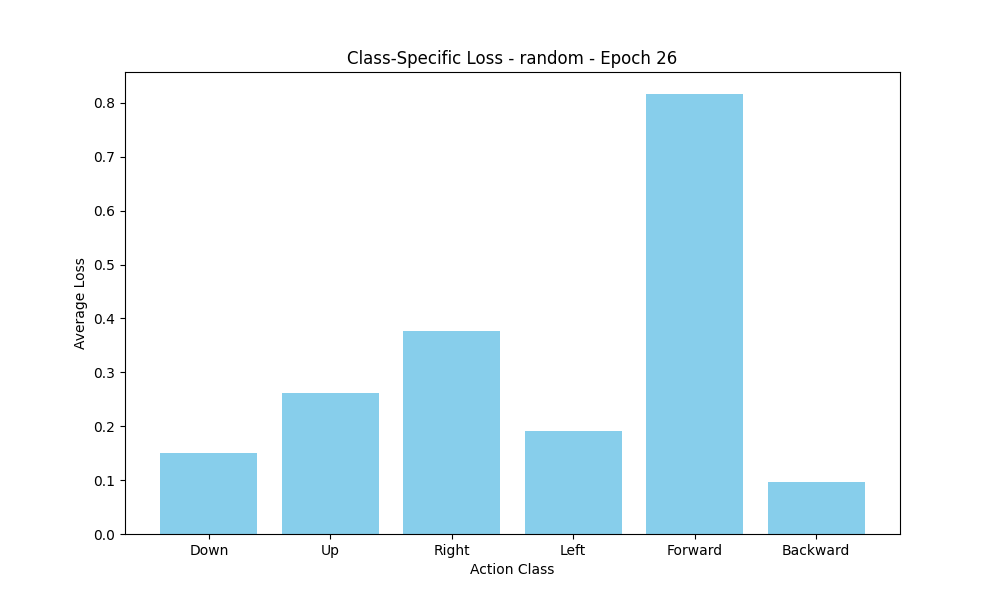 Class-Specific Loss - random - Epoch 26
Average Loss
0.8
0.7
0.6
0.5
0.4
0.3
0.2
0.1
0.0
Down Up Right Left Forward Backward
Action Class